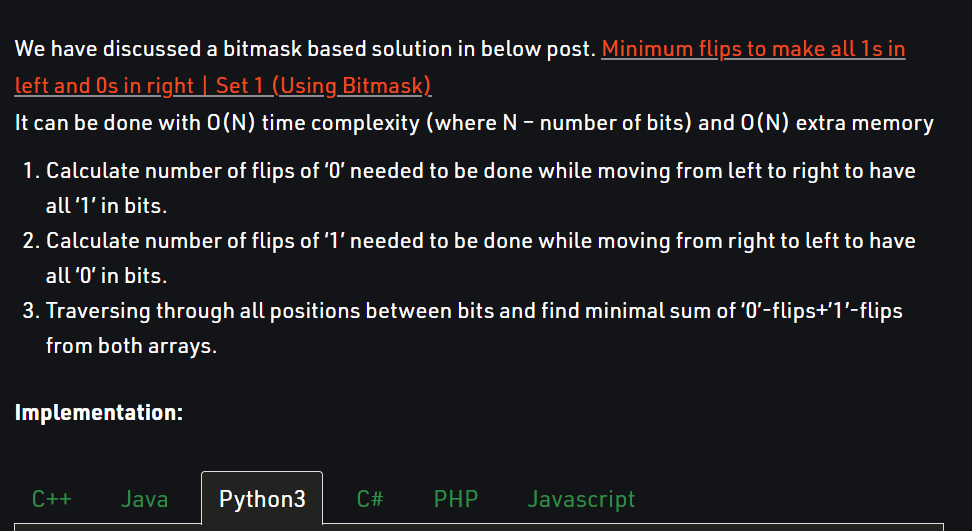 We have discussed a bitmask based solution in below post. Minimum flips to make all 1s in
left and 0s in right | Set 1 (Using Bitmask)
It can be done with O(N) time complexity (where N – number of bits) and O(N) extra memory
1. Calculate number of flips of ‘0’ needed to be done while moving from left to right to have
all ‘1’ in bits.
2. Calculate number of flips of ‘1’ needed to be done while moving from right to left to have
all ‘0’ in bits.
3. Traversing through all positions between bits and find minimal sum of ‘0’-flips+’1’-flips
from both arrays.
Implementation:
C++ Java Python3 C# PHP Javascript